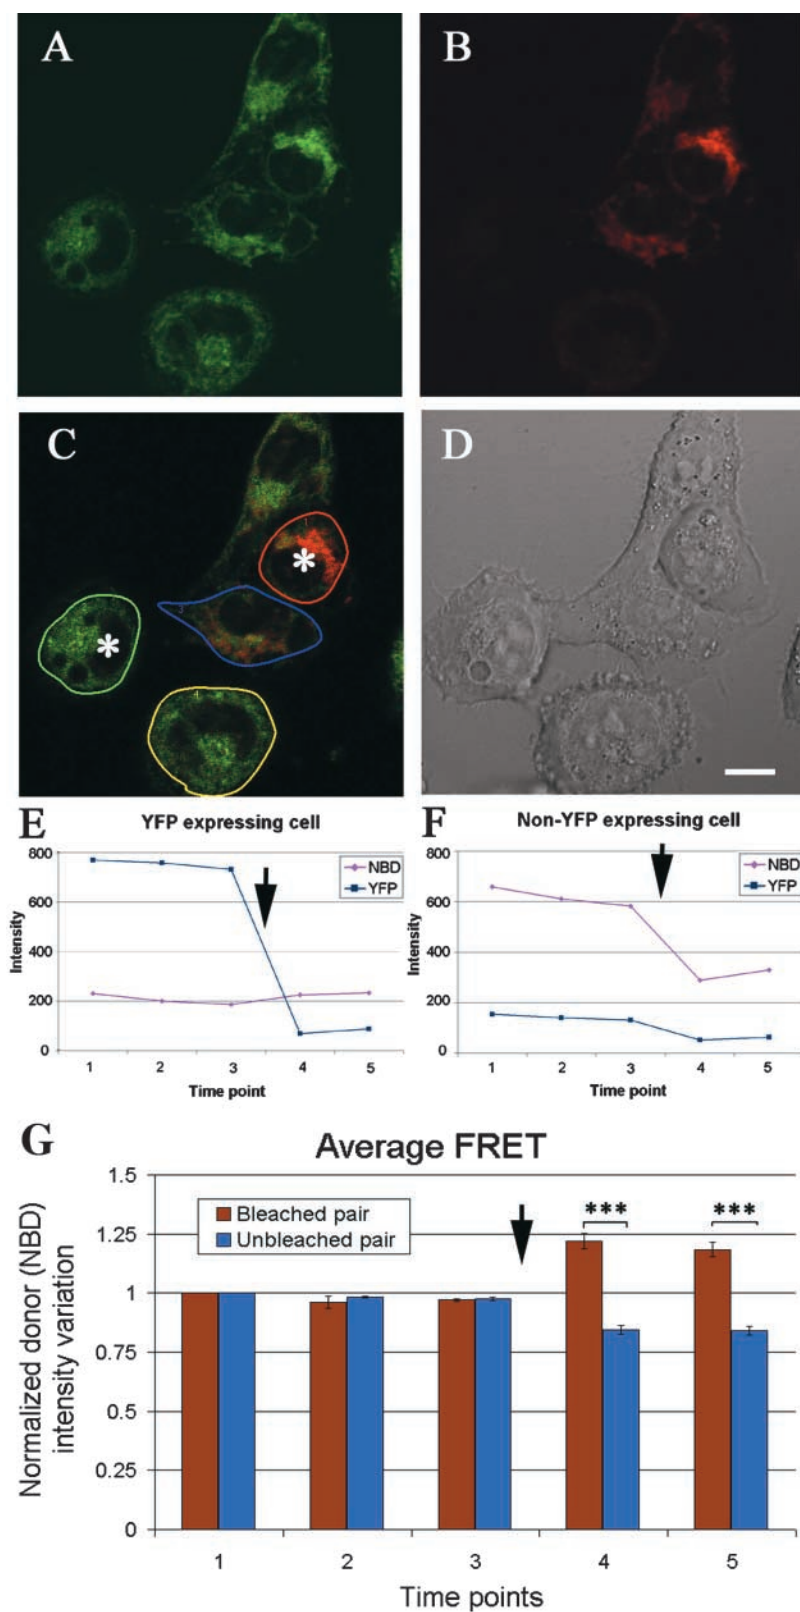 A
B
C
*
*
1
D
E
YFP expressing cell
800
600
400
200
0
Intensity
NBD
YFP
1 2 3 4 5
Time point
F
Non-YFP expressing cell
800
600
400
200
0
Intensity
NBD
YFP
1 2 3 4 5
Time point
G
Average FRET
1.5
1.25
1
0.75
0.5
0.25
0
Normalized donor (NBD)
intensity variation
Bleached pair
Unbleached pair
***
***
1 2 3 4 5
Time points